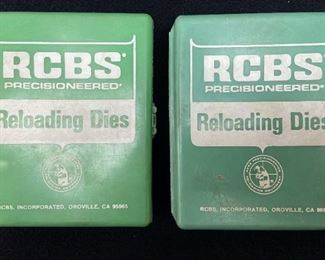 RCBS®
PRECISIONEERED®
Reloading Dies
RCBS, INCORPORATED, OROVILLE, CA 95965
RCBS®
PRECISIONEERED®
Reloading Dies
RCBS, INCORPORATED, OROVILLE, CA